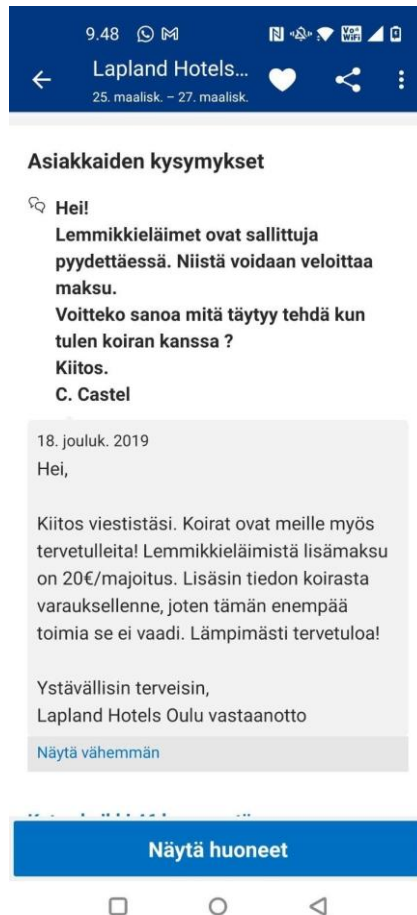 9.48
Vo+ WiFi
Lapland Hotels...
25. maalisk. – 27. maalisk.
Asiakkaiden kysymykset
Hei!
Lemmikkieläimet ovat sallittuja
pyydettäessä. Niistä voidaan veloittaa
maksu.
Voitteko sanoa mitä täytyy tehdä kun
tulen koiran kanssa ?
Kiitos.
C. Castel
18. jouluk. 2019
Hei,
Kiitos viestistäsi. Koirat ovat meille myös
tervetulleita! Lemmikkieläimistä lisämaksu
on 20€/majoitus. Lisäsin tiedon koirasta
varauksellenne, joten tämän enempää
toimia se ei vaadi. Lämpimästi tervetuloa!
Ystävällisin terveisin,
Lapland Hotels Oulu vastaanotto
Näytä vähemmän
Näytä huoneet